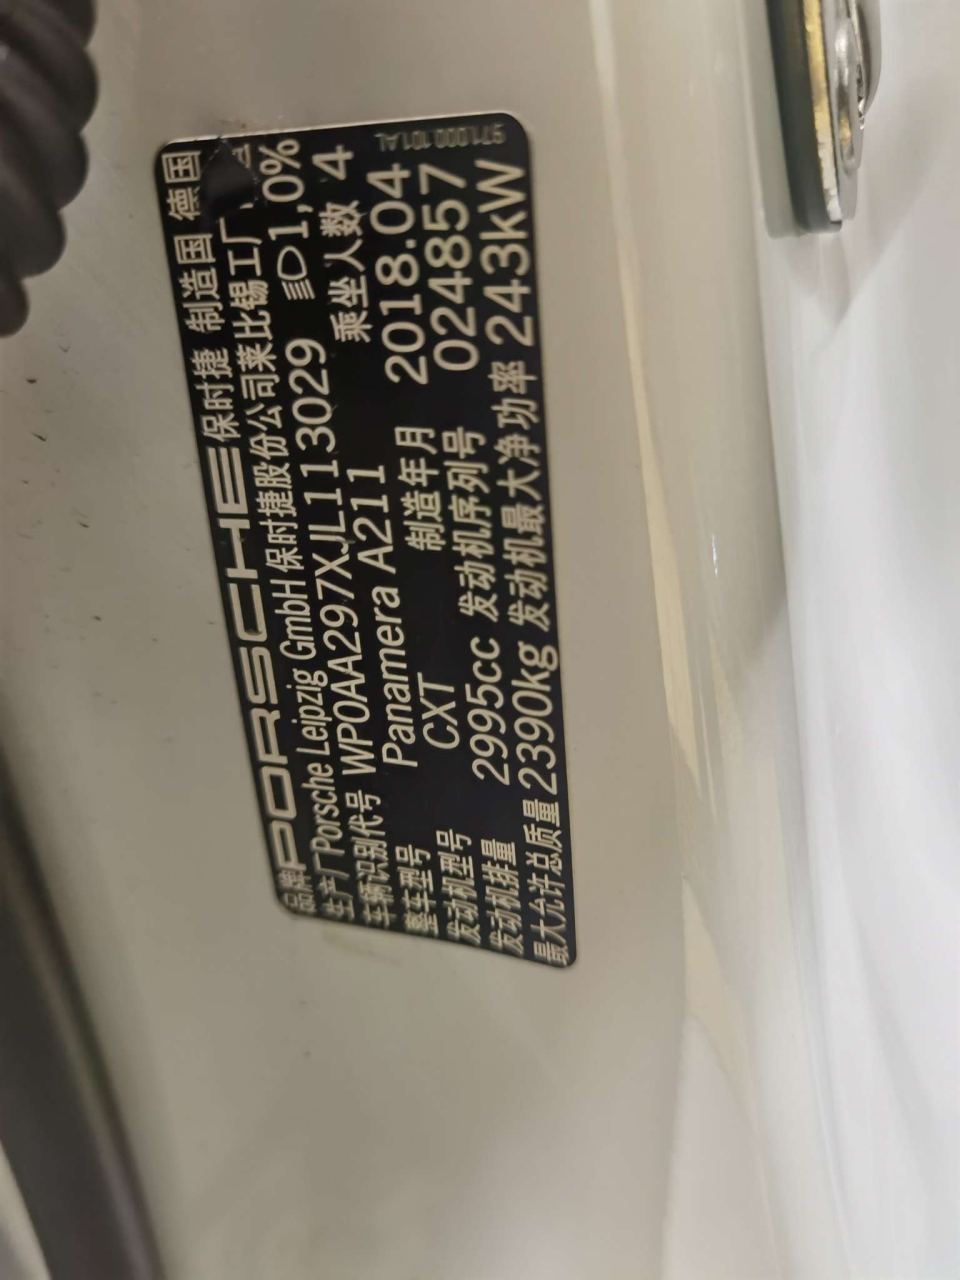 品牌 PORSCHE 保时捷 制造国 德国
生产厂 Porsche Leipzig GmbH 保时捷股份公司莱比锡工厂
车辆识别代号 WP0AA297XJL113029 1,0%
整车型号 Panamera A211 乘坐人数 4
发动机型号 CXT 制造年月 2018.04
发动机排量 2995cc 发动机序列号 024857
最大允许总质量 2390kg 发动机最大净功率 243kW
971.000.101.AL